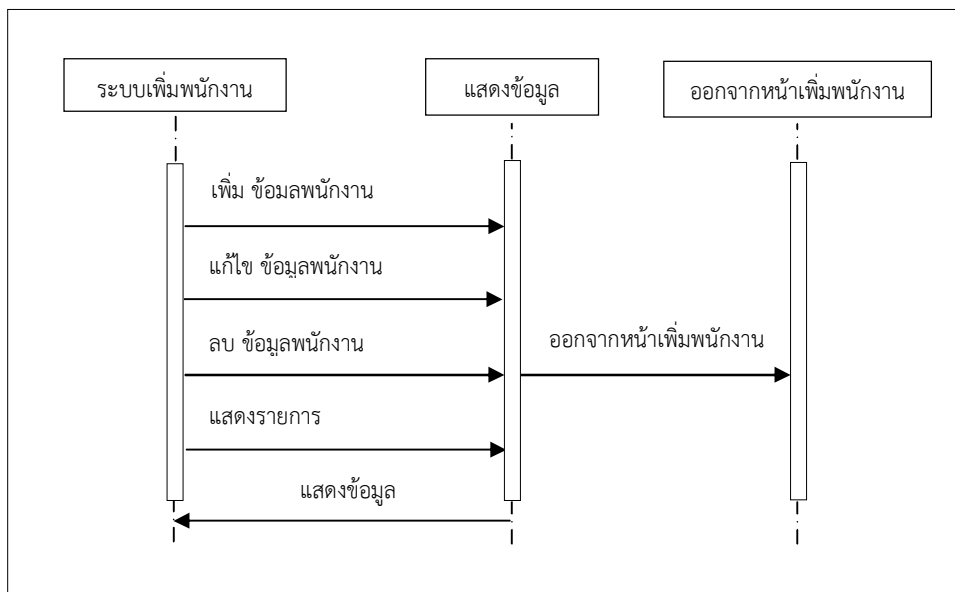 ระบบเพิ่มพนักงาน
แสดงข้อมูล
ออกจากหน้าเพิ่มพนักงาน
เพิ่ม ข้อมลพนักงาน
แก้ไข ข้อมูลพนักงาน
ลบ ข้อมูลพนักงาน
ออกจากหน้าเพิ่มพนักงาน
แสดงรายการ
แสดงข้อมูล